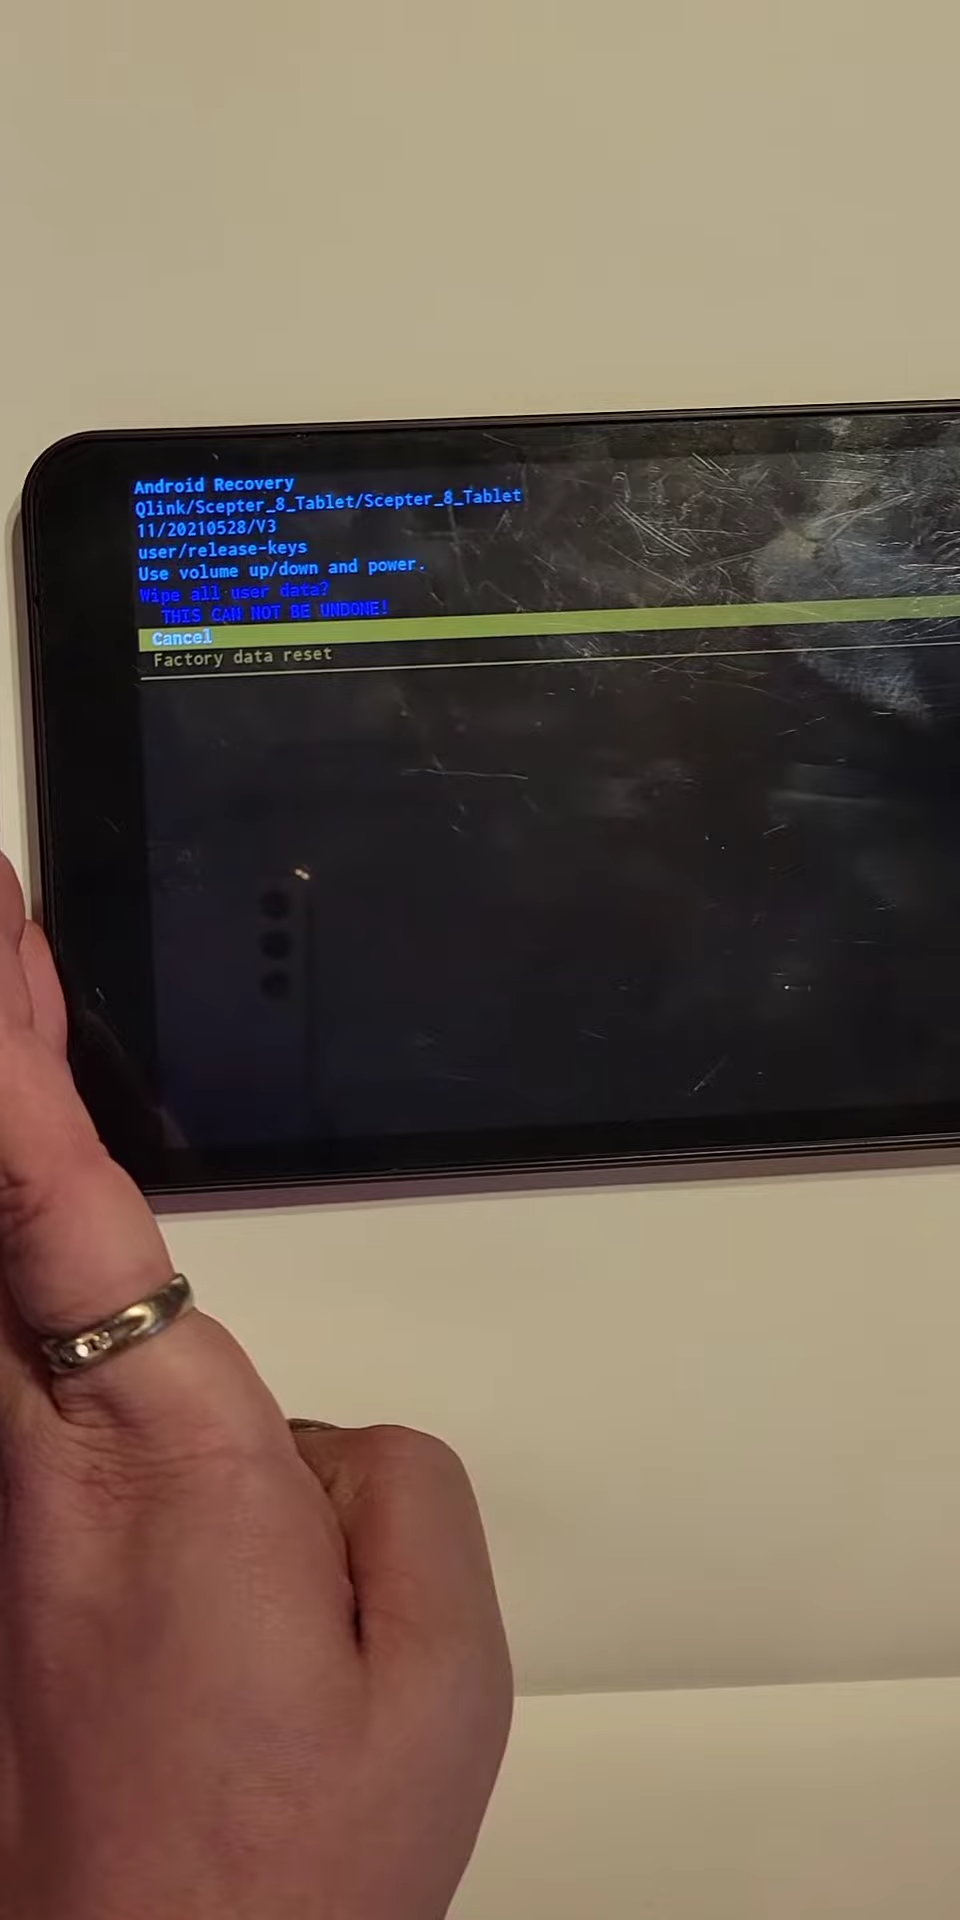 Android Recovery
Qlink/Scepter_8_Tablet/Scepter_8_Tablet
11/20210528/V3
user/release-keys
Use volume up/down and power.
Wipe all user data?
THIS CAN NOT BE UNDONE!
Cancel
Factory data reset